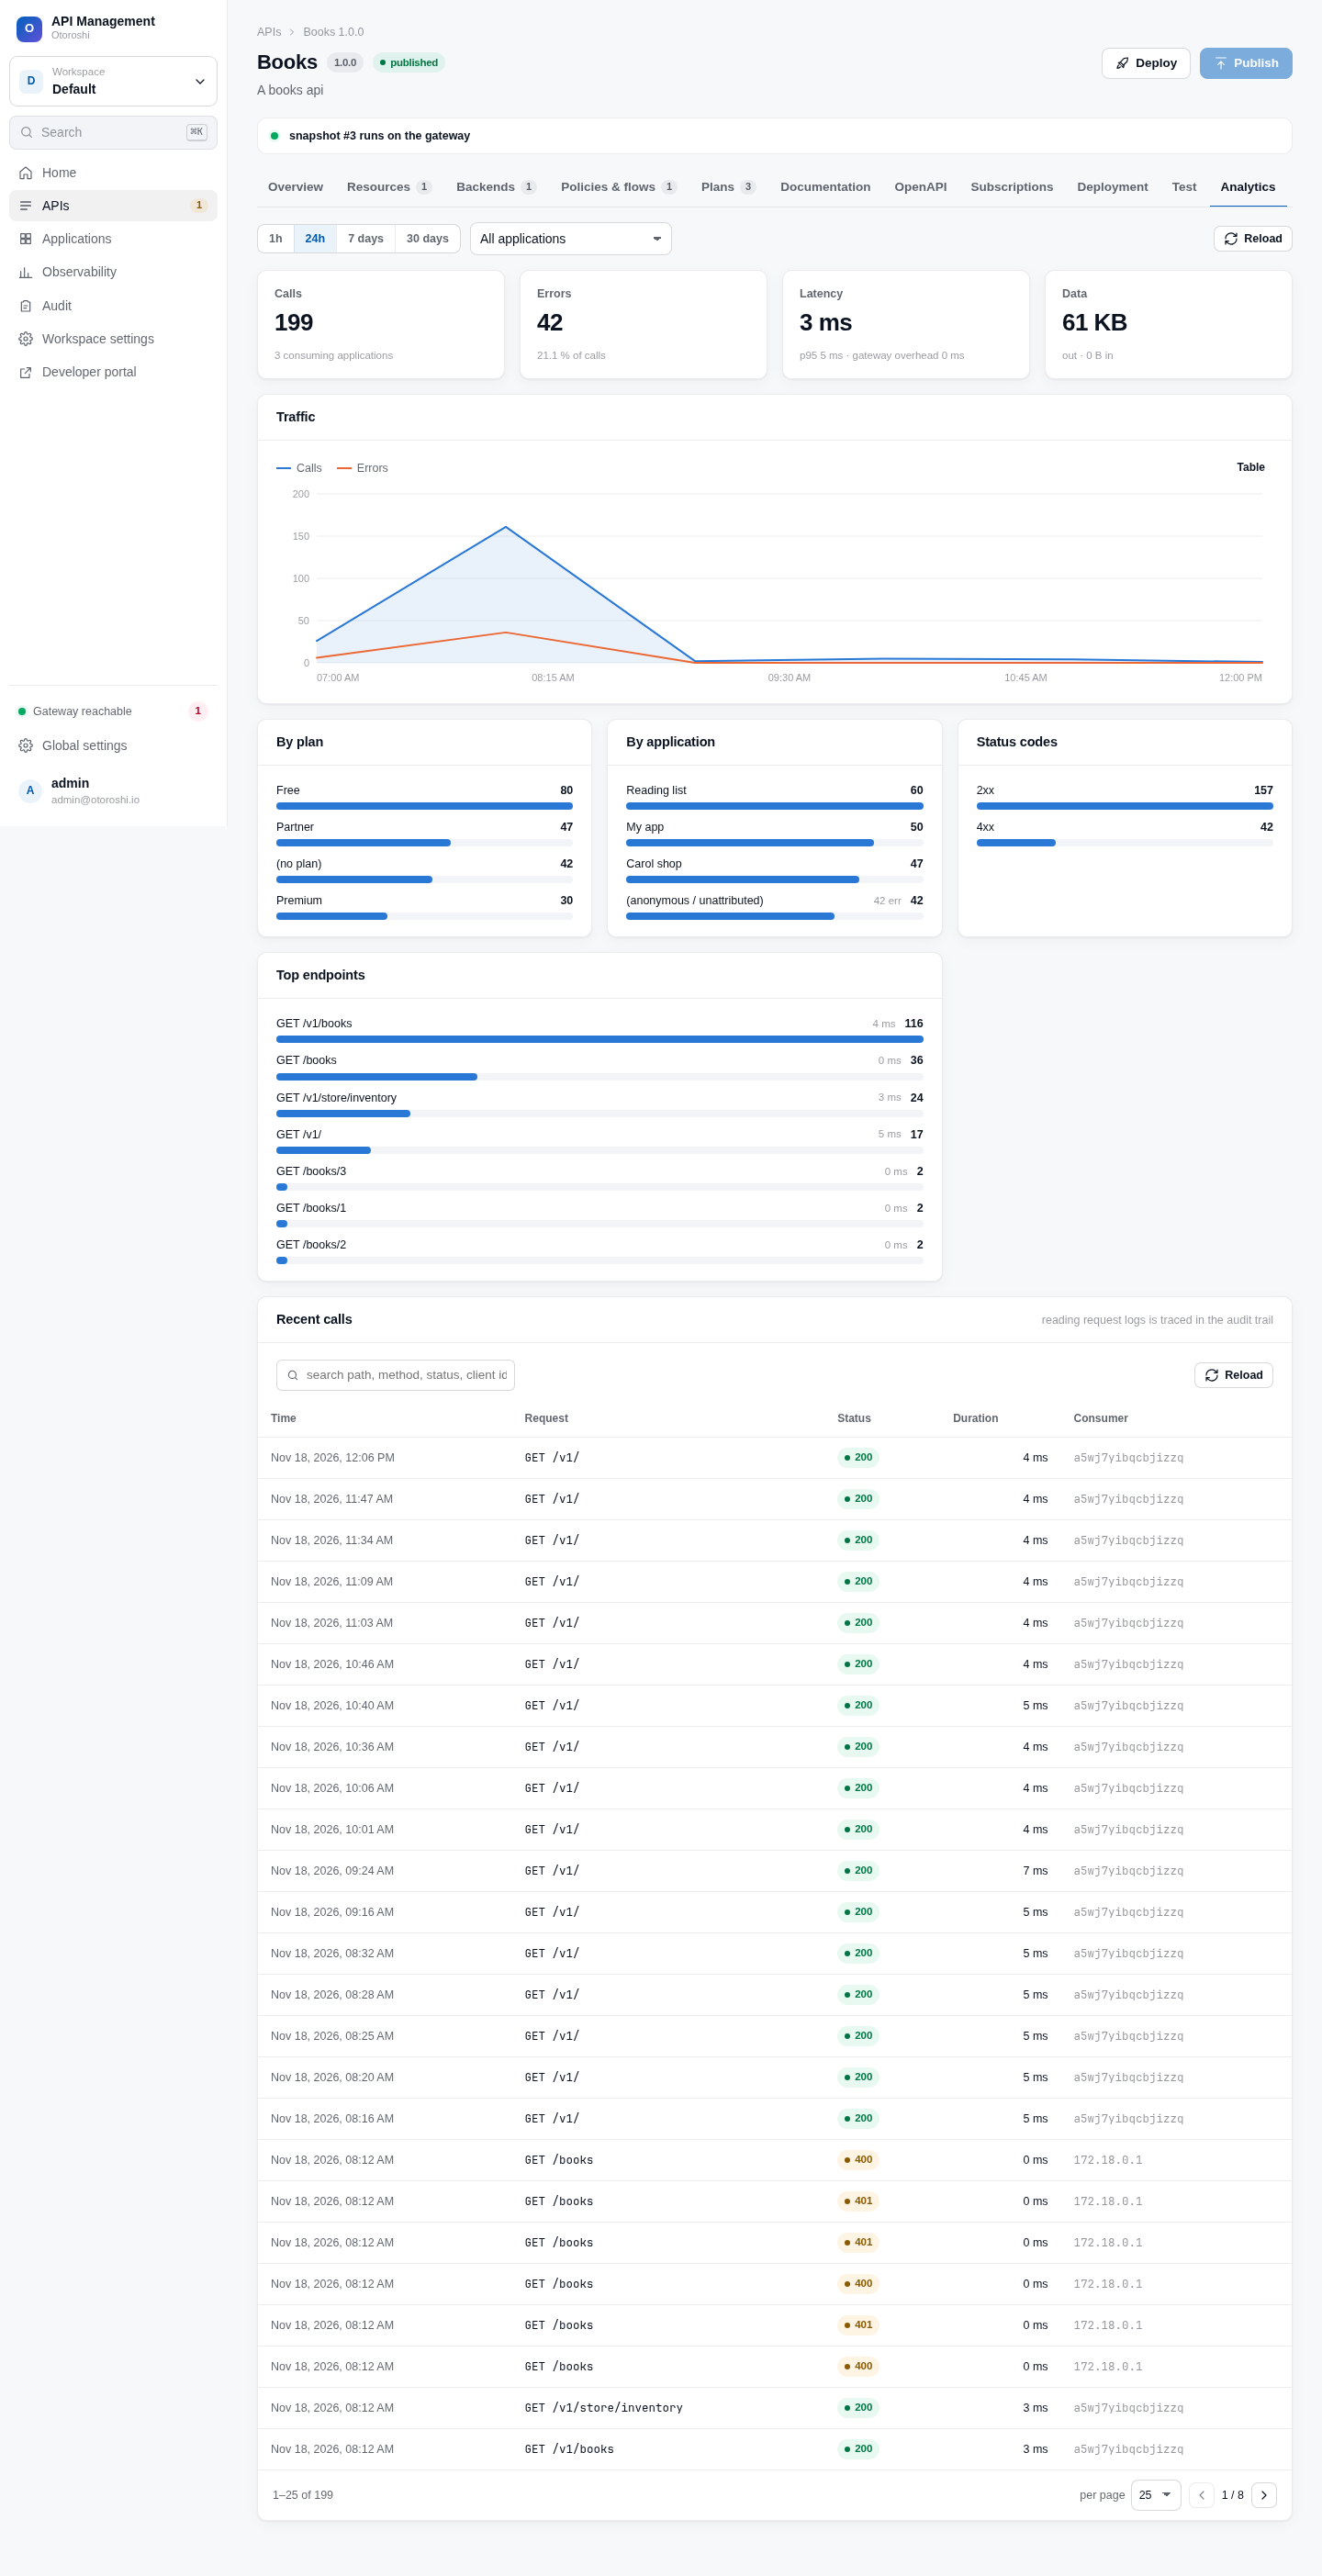 API Management
Otoroshi
D
Workspace
Default
Search
⌘K
Home
APIs 1
Applications
Observability
Audit
Workspace settings
Developer portal
Gateway reachable 1
Global settings
A
admin
admin@otoroshi.io
APIs > Books 1.0.0
Books 1.0.0 published
Deploy Publish
A books api
snapshot #3 runs on the gateway
Overview Resources 1 Backends 1 Policies & flows 1 Plans 3 Documentation OpenAPI Subscriptions Deployment Test Analytics
1h 24h 7 days 30 days All applications Reload
Calls
199
3 consuming applications
Errors
42
21.1 % of calls
Latency
3 ms
p95 5 ms · gateway overhead 0 ms
Data
61 KB
out · 0 B in
Traffic
Calls Errors Table
200
150
100
50
0
07:00 AM 08:15 AM 09:30 AM 10:45 AM 12:00 PM
By plan
Free 80
Partner 47
(no plan) 42
Premium 30
By application
Reading list 60
My app 50
Carol shop 47
(anonymous / unattributed) 42 err 42
Status codes
2xx 157
4xx 42
Top endpoints
GET /v1/books 4 ms 116
GET /books 0 ms 36
GET /v1/store/inventory 3 ms 24
GET /v1/ 5 ms 17
GET /books/3 0 ms 2
GET /books/1 0 ms 2
GET /books/2 0 ms 2
Recent calls reading request logs is traced in the audit trail
search path, method, status, client id Reload
Time Request Status Duration Consumer
Nov 18, 2026, 12:06 PM GET /v1/ 200 4 ms a5wj7yibqcbjizzq
Nov 18, 2026, 11:47 AM GET /v1/ 200 4 ms a5wj7yibqcbjizzq
Nov 18, 2026, 11:34 AM GET /v1/ 200 4 ms a5wj7yibqcbjizzq
Nov 18, 2026, 11:09 AM GET /v1/ 200 4 ms a5wj7yibqcbjizzq
Nov 18, 2026, 11:03 AM GET /v1/ 200 4 ms a5wj7yibqcbjizzq
Nov 18, 2026, 10:46 AM GET /v1/ 200 4 ms a5wj7yibqcbjizzq
Nov 18, 2026, 10:40 AM GET /v1/ 200 5 ms a5wj7yibqcbjizzq
Nov 18, 2026, 10:36 AM GET /v1/ 200 4 ms a5wj7yibqcbjizzq
Nov 18, 2026, 10:06 AM GET /v1/ 200 4 ms a5wj7yibqcbjizzq
Nov 18, 2026, 10:01 AM GET /v1/ 200 4 ms a5wj7yibqcbjizzq
Nov 18, 2026, 09:24 AM GET /v1/ 200 7 ms a5wj7yibqcbjizzq
Nov 18, 2026, 09:16 AM GET /v1/ 200 5 ms a5wj7yibqcbjizzq
Nov 18, 2026, 08:32 AM GET /v1/ 200 5 ms a5wj7yibqcbjizzq
Nov 18, 2026, 08:28 AM GET /v1/ 200 5 ms a5wj7yibqcbjizzq
Nov 18, 2026, 08:25 AM GET /v1/ 200 5 ms a5wj7yibqcbjizzq
Nov 18, 2026, 08:20 AM GET /v1/ 200 5 ms a5wj7yibqcbjizzq
Nov 18, 2026, 08:16 AM GET /v1/ 200 5 ms a5wj7yibqcbjizzq
Nov 18, 2026, 08:12 AM GET /books 400 0 ms 172.18.0.1
Nov 18, 2026, 08:12 AM GET /books 401 0 ms 172.18.0.1
Nov 18, 2026, 08:12 AM GET /books 401 0 ms 172.18.0.1
Nov 18, 2026, 08:12 AM GET /books 400 0 ms 172.18.0.1
Nov 18, 2026, 08:12 AM GET /books 401 0 ms 172.18.0.1
Nov 18, 2026, 08:12 AM GET /books 400 0 ms 172.18.0.1
Nov 18, 2026, 08:12 AM GET /v1/store/inventory 200 3 ms a5wj7yibqcbjizzq
Nov 18, 2026, 08:12 AM GET /v1/books 200 3 ms a5wj7yibqcbjizzq
1–25 of 199 per page 25 1 / 8